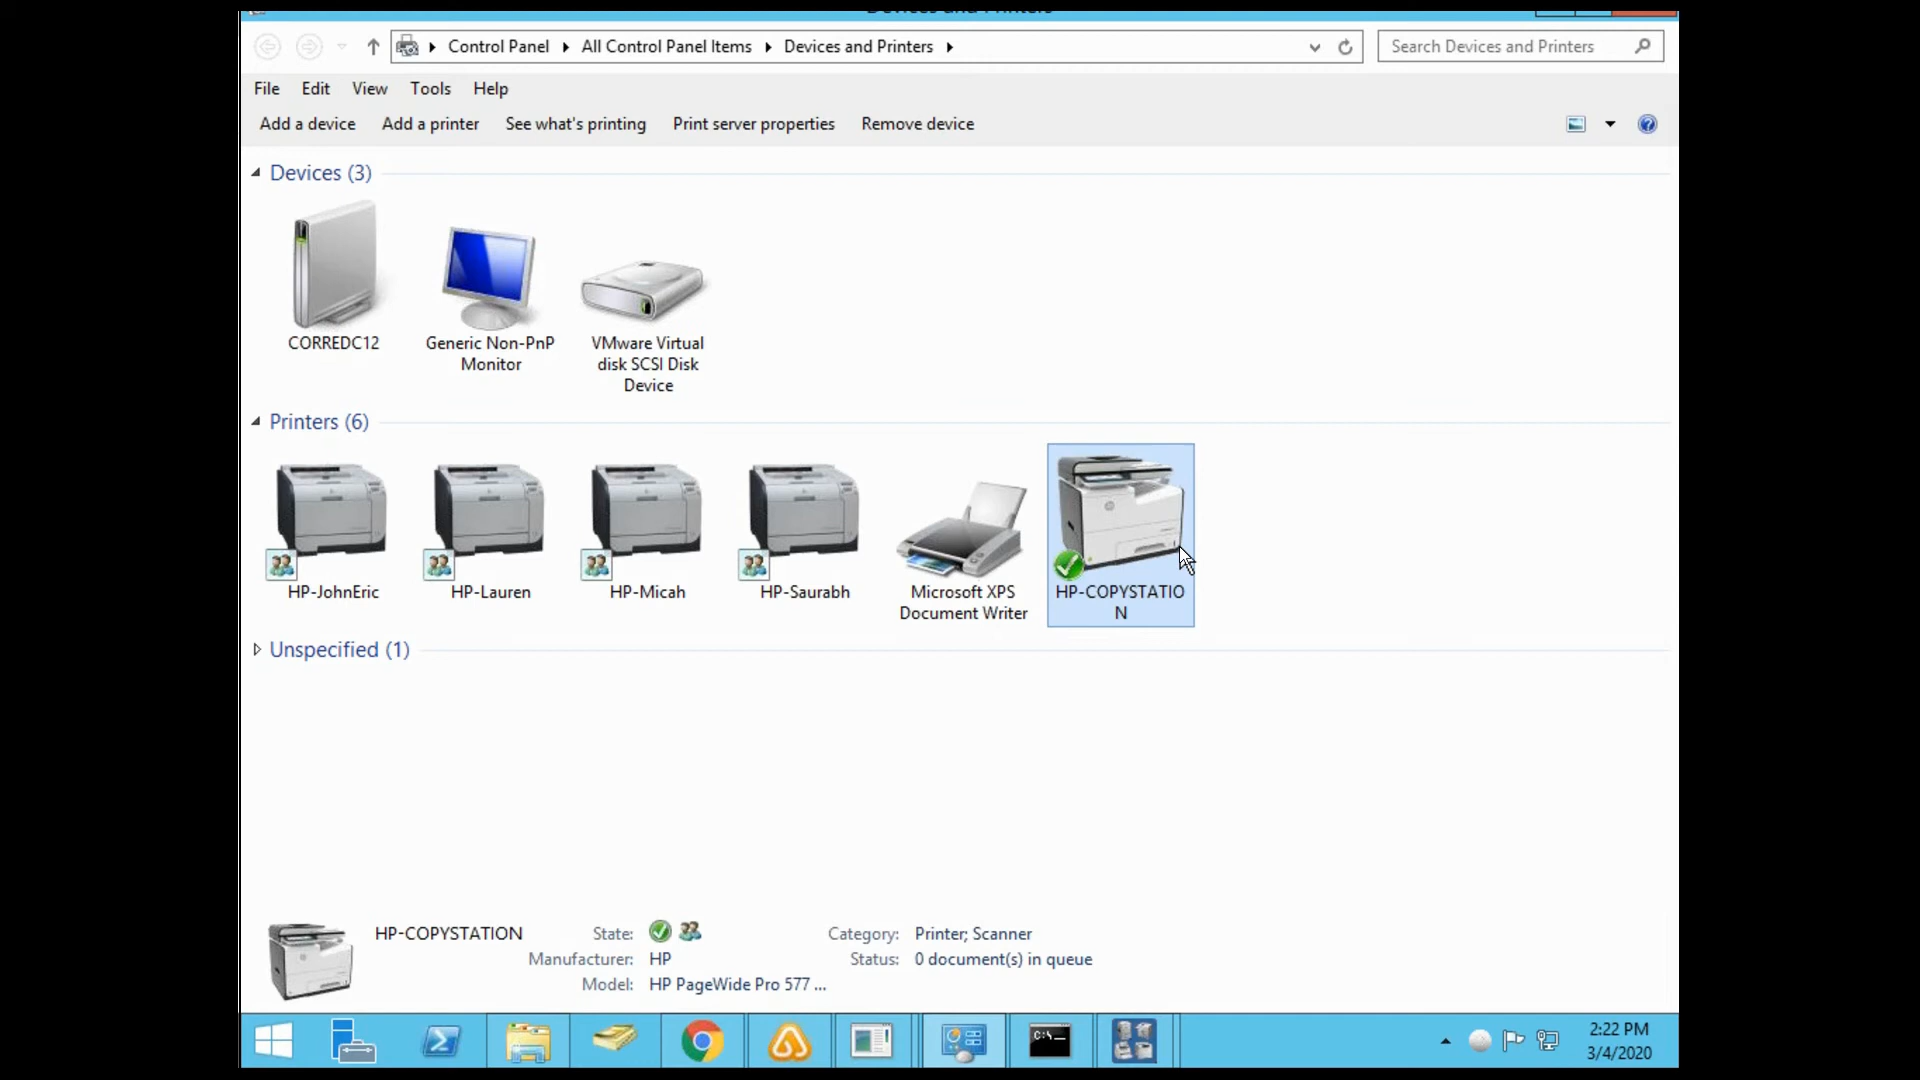 Devices and Printers
Control Panel
All Control Panel Items
Devices and Printers
Search Devices and Printers
File
Edit
View
Tools
Help
Add a device
Add a printer
See what's printing
Print server properties
Remove device
Devices (3)
CORREDC12
Generic Non-PnP
Monitor
VMware Virtual
disk SCSI Disk
Device
Printers (6)
HP-JohnEric
HP-Lauren
HP-Micah
HP-Saurabh
Microsoft XPS
Document Writer
HP-COPYSTATIO
N
Unspecified (1)
HP-COPYSTATION
State:
Manufacturer: HP
Model: HP PageWide Pro 577 ...
Category: Printer; Scanner
Status: 0 document(s) in queue
C:\_
2:22 PM
3/4/2020